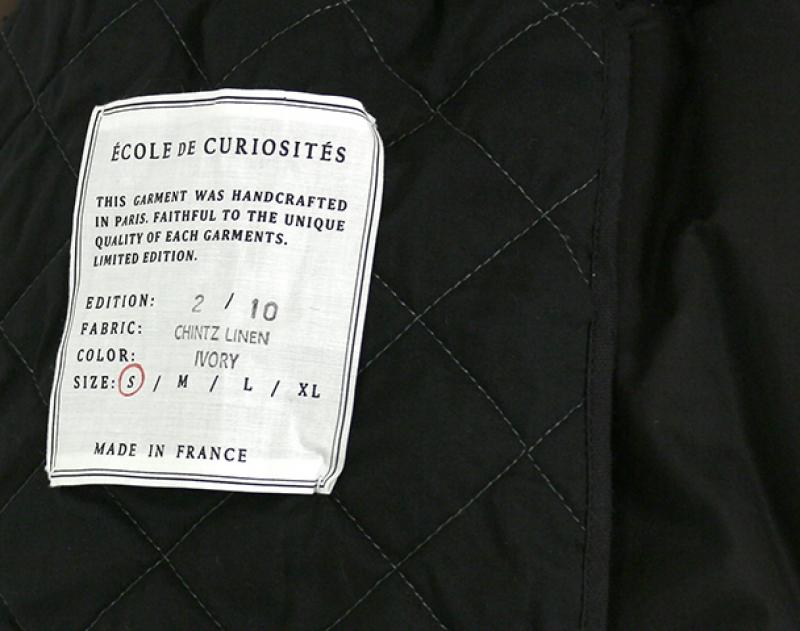 ÉCOLE DE CURIOSITÉS
THIS GARMENT WAS HANDCRAFTED
IN PARIS. FAITHFUL TO THE UNIQUE
QUALITY OF EACH GARMENTS.
LIMITED EDITION.
EDITION: 2 / 10
FABRIC: CHINTZ LINEN
COLOR: IVORY
SIZE: S / M / L / XL
MADE IN FRANCE